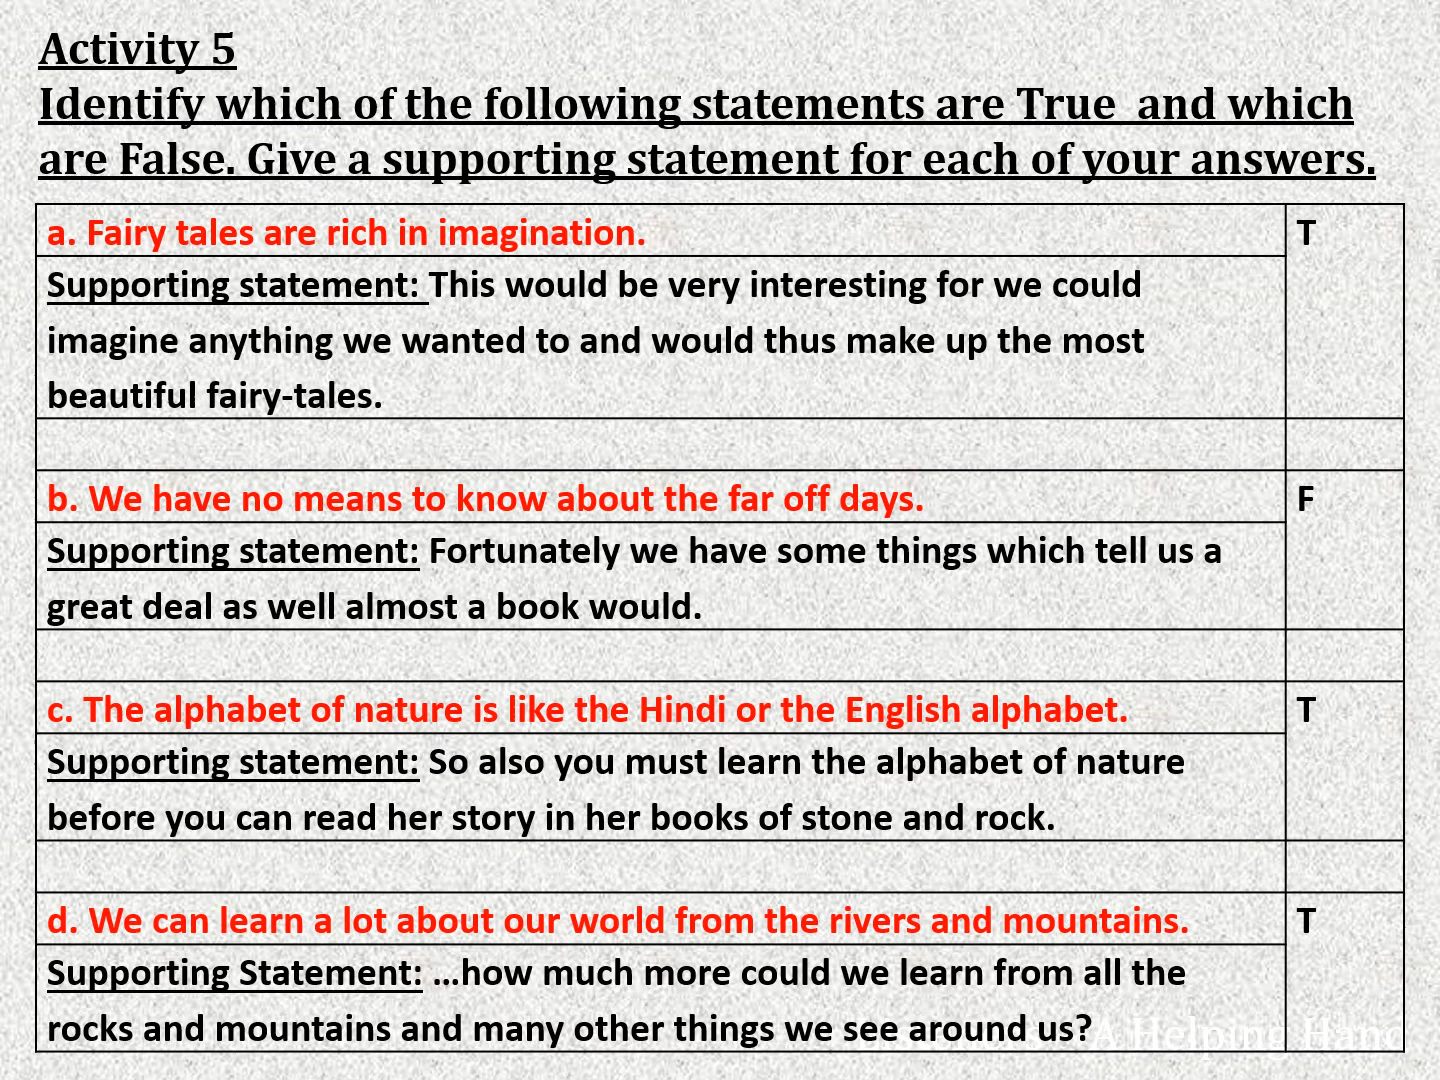 Activity 5
Identify which of the following statements are True and which
are False. Give a supporting statement for each of your answers.
a. Fairy tales are rich in imagination.
T
Supporting statement: This would be very interesting for we could
imagine anything we wanted to and would thus make up the most
beautiful fairy-tales.
b. We have no means to know about the far off days.
F
Supporting statement: Fortunately we have some things which tell us a
great deal as well almost a book would.
c. The alphabet of nature is like the Hindi or the English alphabet.
T
Supporting statement: So also you must learn the alphabet of nature
before you can read her story in her books of stone and rock.
d. We can learn a lot about our world from the rivers and mountains.
T
Supporting Statement: ...how much more could we learn from all the
rocks and mountains and many other things we see around us?
A Helping Hand